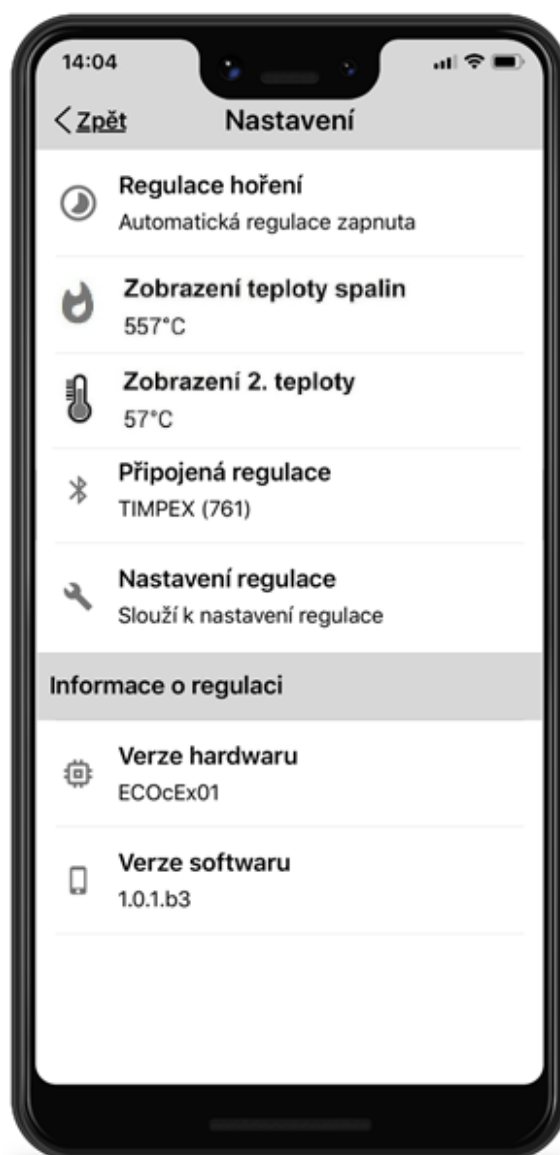 14:04
Zpět Nastavení
Regulace hoření
Automatická regulace zapnuta
Zobrazení teploty spalin
557°C
Zobrazení 2. teploty
57°C
Připojená regulace
TIMPEX (761)
Nastavení regulace
Slouží k nastavení regulace
Informace o regulaci
Verze hardwaru
ECOcEx01
Verze softwaru
1.0.1.b3